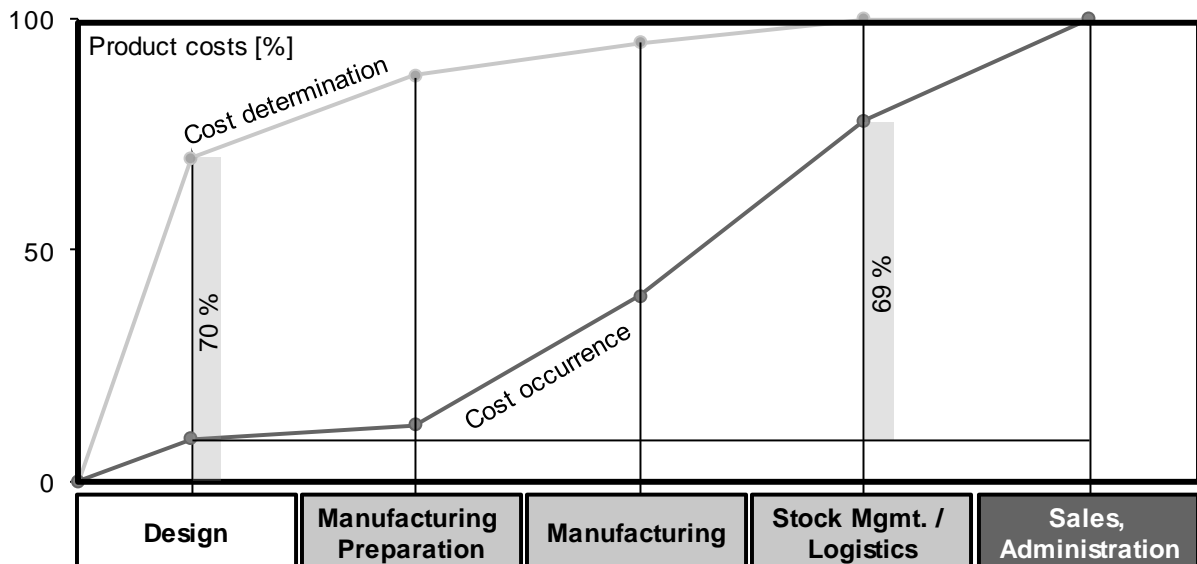 100
Product costs [%]
Cost determination
50
70 %
69 %
Cost occurrence
0
Design
Manufacturing
Preparation
Manufacturing
Stock Mgmt. /
Logistics
Sales,
Administration